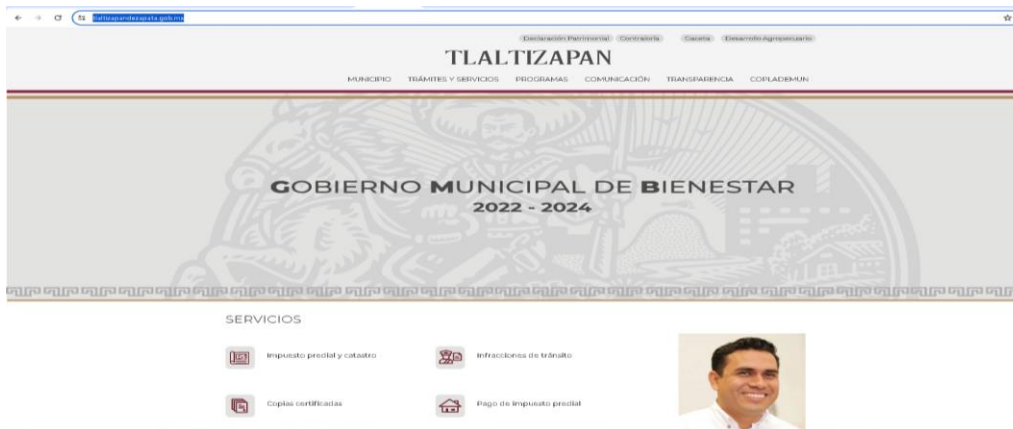 tlaltizapandezapata.gob.mx
Declaración Patrimonial Contraloría Gaceta Desarrollo Agropecuario
TLALTIZAPAN
MUNICIPIO TRÁMITES Y SERVICIOS PROGRAMAS COMUNICACIÓN TRANSPARENCIA COPLADEMUN
GOBIERNO MUNICIPAL DE BIENESTAR
2022 - 2024
SERVICIOS
Impuesto predial y catastro Infracciones de tránsito
Copias certificadas Pago de impuesto predial